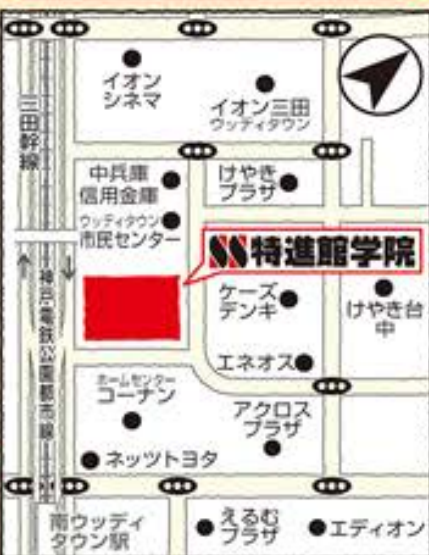 イオン
シネマ
イオン三田
ウッディタウン
三田幹線
中兵庫
信用金庫
けやき
プラザ
ウッディタウン
市民センター
特進館学院
神戸電鉄公園都市線
ケーズ
デンキ
けやき台
中
エネオス
ホームセンター
コーナン
アクロス
プラザ
ネッツトヨタ
南ウッディ
タウン駅
えるむ
プラザ
エディオン